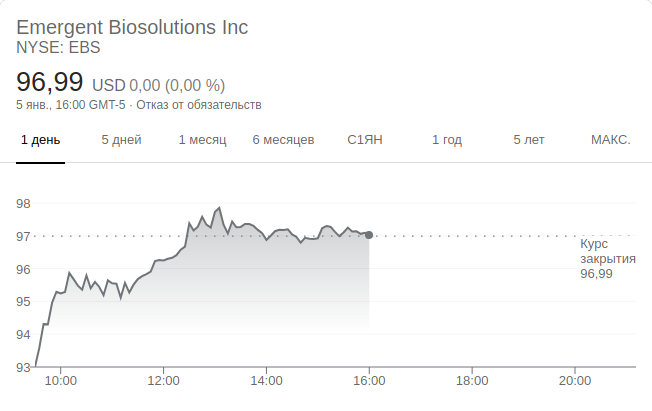 Emergent Biosolutions Inc
NYSE: EBS
96,99 USD 0,00 (0,00 %)
5 янв., 16:00 GMT-5 · Отказ от обязательств
1 день 5 дней 1 месяц 6 месяцев С1ЯН 1 год 5 лет МАКС.
98
97
96
95
94
93
Курс
закрытия
96,99
10:00 12:00 14:00 16:00 18:00 20:00